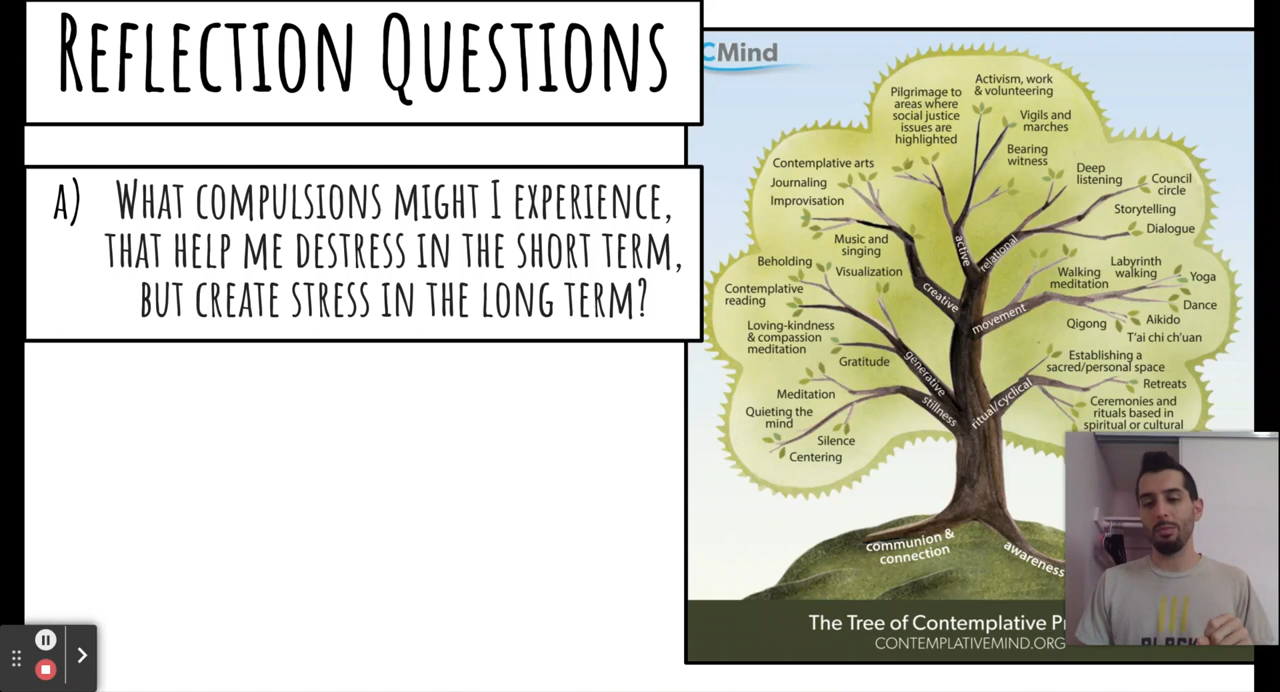 REFLECTION QUESTIONS
A) WHAT COMPULSIONS MIGHT I EXPERIENCE,
THAT HELP ME DESTRESS IN THE SHORT TERM,
BUT CREATE STRESS IN THE LONG TERM?
CMind
Activism, work
& volunteering
Pilgrimage to
areas where
social justice
issues are
highlighted
Vigils and
marches
Bearing
witness
Contemplative arts
Journaling
Improvisation
Deep
listening
Council
circle
Storytelling
Dialogue
Music and
singing
Beholding
Visualization
Contemplative
reading
Loving-kindness
& compassion
meditation
Gratitude
Walking
meditation
Labyrinth
walking
Yoga
Dance
Aikido
Qigong
T'ai chi ch'uan
active
relational
creative
movement
generative
stillness
ritual/cyclical
Meditation
Quieting the
mind
Silence
Centering
Establishing a
sacred/personal space
Retreats
Ceremonies and
rituals based in
spiritual or cultural
communion &
connection
awareness
The Tree of Contemplative
CONTEMPLATIVEMIND.ORG